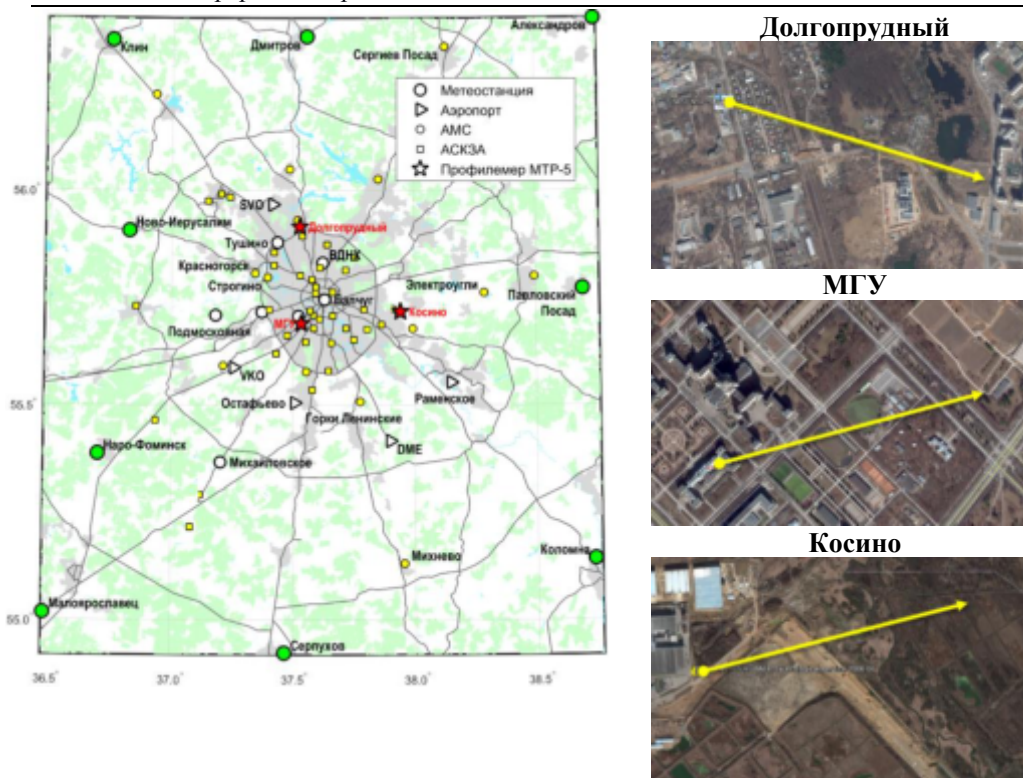 Александров
Клин
Дмитров
Сергиев Посад
Метеостанция
Аэропорт
АМС
АСКЗА
Профилемер МТР-5
56.0°
SVO
Долгопрудный
Ново-Иерусалим
Тушино
ВДНХ
Красногорск
Строгино
Балчуг
Электроугли
Павловский
Посад
Косино
МГУ
Подмосковная
VKO
55.5°
Остафьево
Горки Ленинские
Раменское
DME
Наро-Фоминск
Михайловское
Михнево
Коломна
Малоярославец
55.0°
Серпухов
36.5°
37.0°
37.5°
38.0°
38.5°
Долгопрудный
МГУ
Косино